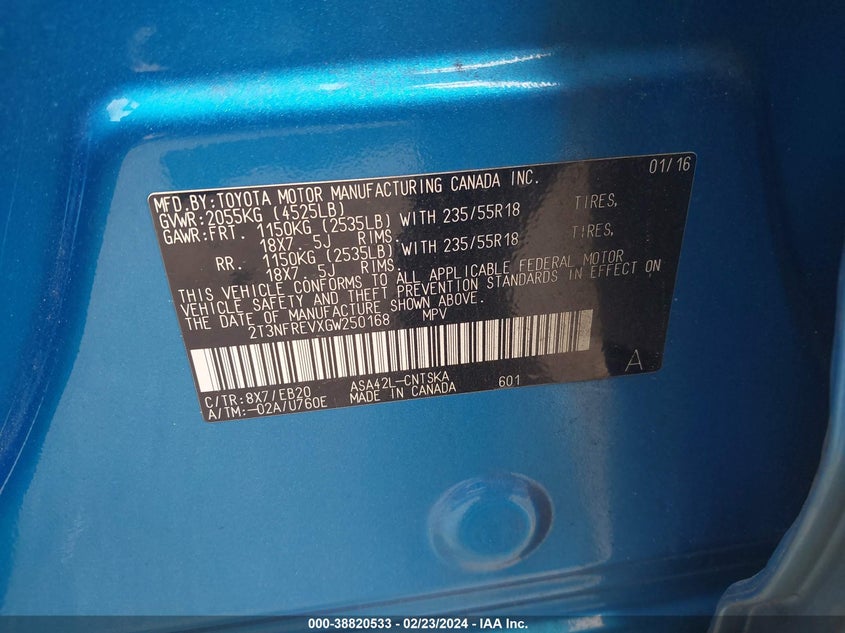 01/16
MFD.BY:TOYOTA MOTOR MANUFACTURING CANADA INC.
GVWR:2055KG (4525LB)
GAWR:FRT. 1150KG (2535LB) WITH 235/55R18 TIRES,
18X7 .5J RIMS.
RR. 1150KG (2535LB) WITH 235/55R18 TIRES,
18X7 .5J RIMS.
THIS VEHICLE CONFORMS TO ALL APPLICABLE FEDERAL MOTOR
VEHICLE SAFETY AND THEFT PREVENTION STANDARDS IN EFFECT ON
THE DATE OF MANUFACTURE SHOWN ABOVE.
2T3NFREVXGW250168 MPV
A
C/TR:8X7/EB20 ASA42L-CNTSKA 601
A/TM:-02A/U760E MADE IN CANADA
000-38820533 - 02/23/2024 - IAA Inc.